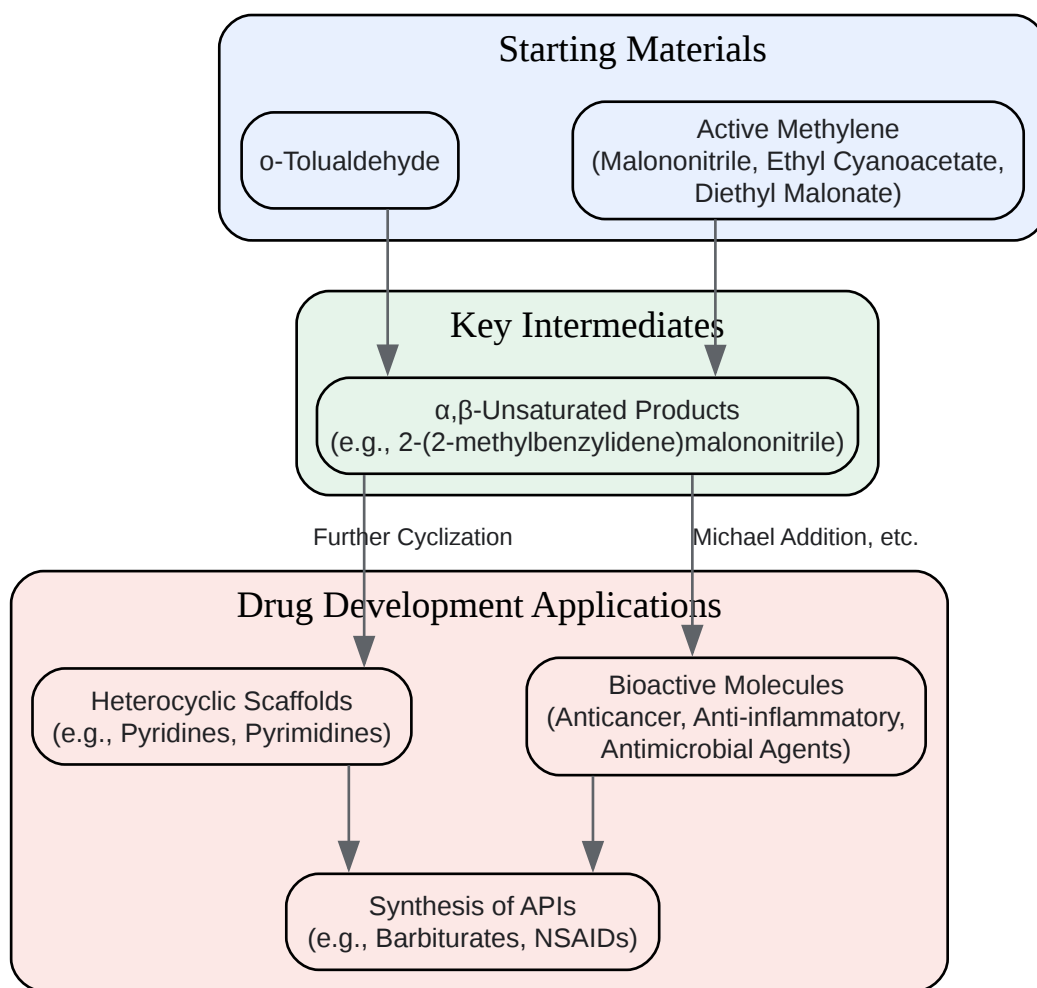 Starting Materials
o-Tolualdehyde
Active Methylene
(Malononitrile, Ethyl Cyanoacetate,
Diethyl Malonate)
Key Intermediates
α,β-Unsaturated Products
(e.g., 2-(2-methylbenzylidene)malononitrile)
Further Cyclization
Michael Addition, etc.
Drug Development Applications
Heterocyclic Scaffolds
(e.g., Pyridines, Pyrimidines)
Bioactive Molecules
(Anticancer, Anti-inflammatory,
Antimicrobial Agents)
Synthesis of APIs
(e.g., Barbiturates, NSAIDs)